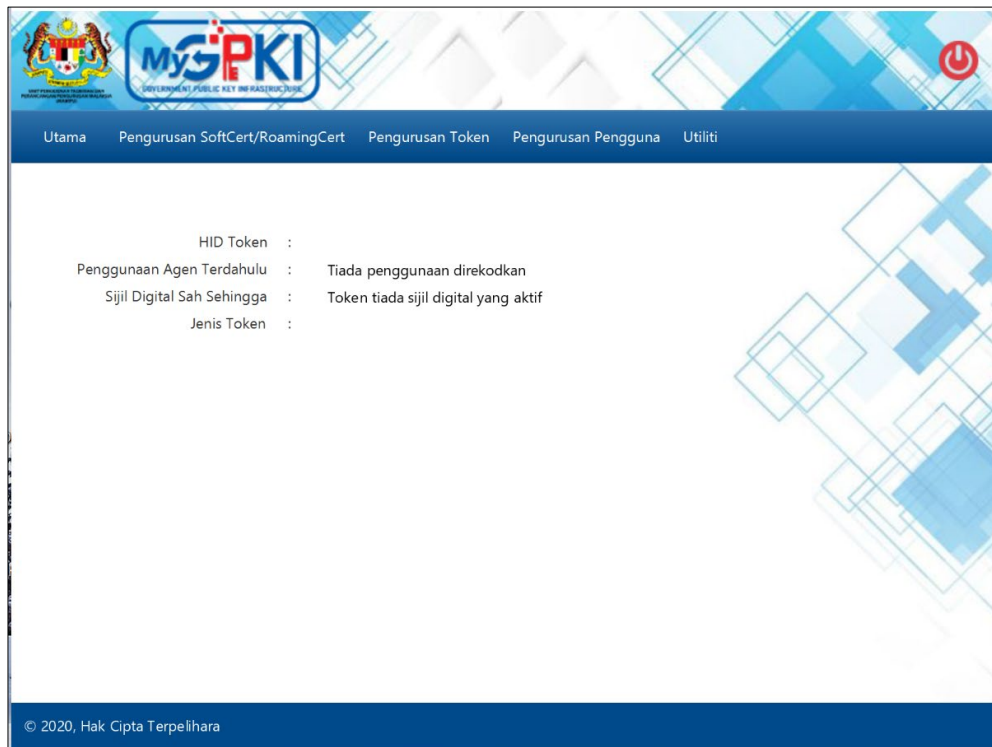 MyGPKI
GOVERNMENT PUBLIC KEY INFRASTRUCTURE
Utama Pengurusan SoftCert/RoamingCert Pengurusan Token Pengurusan Pengguna Utiliti
HID Token :
Penggunaan Agen Terdahulu : Tiada penggunaan direkodkan
Sijil Digital Sah Sehingga : Token tiada sijil digital yang aktif
Jenis Token :
© 2020, Hak Cipta Terpelihara